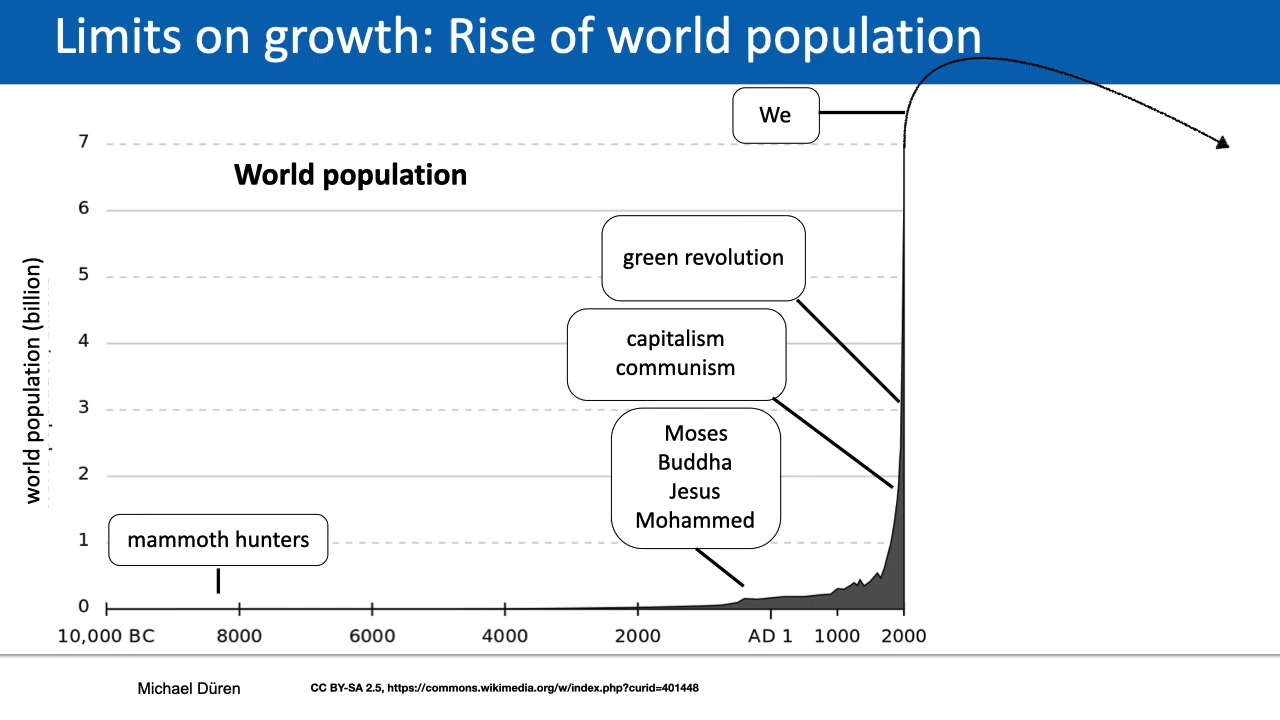 Limits on growth: Rise of world population
We
7
World population
6
green revolution
5
world population (billion)
4
capitalism
communism
3
Moses
Buddha
Jesus
Mohammed
2
mammoth hunters
1
0
10,000 BC 8000 6000 4000 2000 AD 1 1000 2000
Michael Düren
CC BY-SA 2.5, https://commons.wikimedia.org/w/index.php?curid=401448